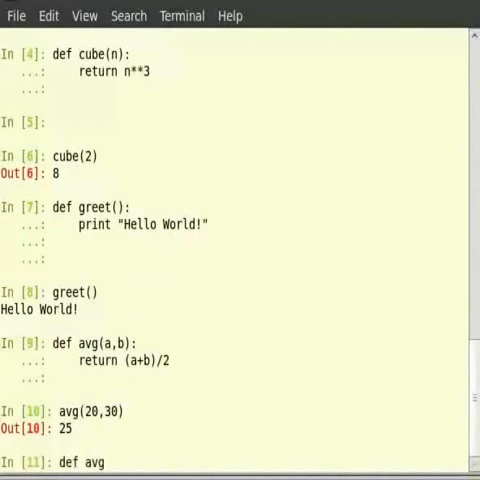 File Edit View Search Terminal Help
In [4]: def cube(n):
   ...:     return n**3
   ...:
In [5]:
In [6]: cube(2)
Out[6]: 8
In [7]: def greet():
   ...:     print "Hello World!"
   ...:
   ...:
In [8]: greet()
Hello World!
In [9]: def avg(a,b):
   ...:     return (a+b)/2
   ...:
In [10]: avg(20,30)
Out[10]: 25
In [11]: def avg